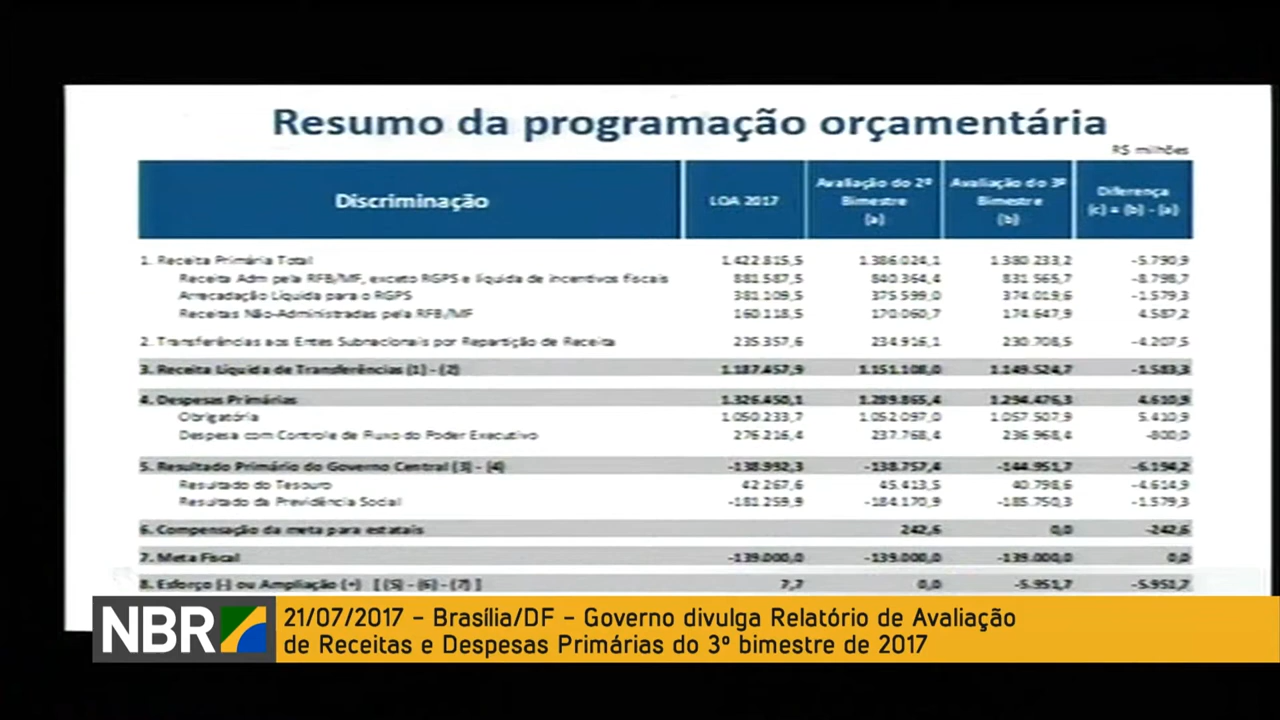 Resumo da programação orçamentária
R$ milhões
Discriminação LOA 2017 Avaliação do 2º Bimestre (a) Avaliação do 3º Bimestre (b) Diferença (c) = (b) - (a)
1. Receita Primária Total 1.422.815,5 1.386.024,1 1.380.233,2 -5.790,9
Receita Adm pela RFB/MF, exceto RGPS e líquida de incentivos fiscais 881.587,5 840.364,4 831.565,7 -8.798,7
Arrecadação Líquida para o RGPS 381.109,5 375.599,0 374.019,6 -1.579,3
Receitas Não-Administradas pela RFB/MF 160.118,5 170.060,7 174.647,9 4.587,2
2. Transferências aos Entes Subnacionais por Repartição de Receita 235.357,6 234.916,1 230.708,5 -4.207,5
3. Receita Líquida de Transferências (1) - (2) 1.187.457,9 1.151.108,0 1.149.524,7 -1.583,3
4. Despesas Primárias 1.326.450,1 1.289.865,4 1.294.476,3 4.610,9
Obrigatória 1.050.233,7 1.052.097,0 1.057.507,9 5.410,9
Despesa com Controle de Fluxo do Poder Executivo 276.216,4 237.768,4 236.968,4 -800,0
5. Resultado Primário do Governo Central (3) - (4) -138.992,3 -138.757,4 -144.951,7 -6.194,2
Resultado do Tesouro 42.267,6 45.413,5 40.798,6 -4.614,9
Resultado da Previdência Social -181.259,9 -184.170,9 -185.750,3 -1.579,3
6. Compensação da meta para estatais 242,6 0,0 -242,6
7. Meta Fiscal -139.000,0 -139.000,0 -139.000,0 0,0
8. Esforço (-) ou Ampliação (+) [ (5) - (6) - (7) ] 7,7 0,0 -5.951,7 -5.951,7
NBR
21/07/2017 – Brasília/DF – Governo divulga Relatório de Avaliação
de Receitas e Despesas Primárias do 3º bimestre de 2017